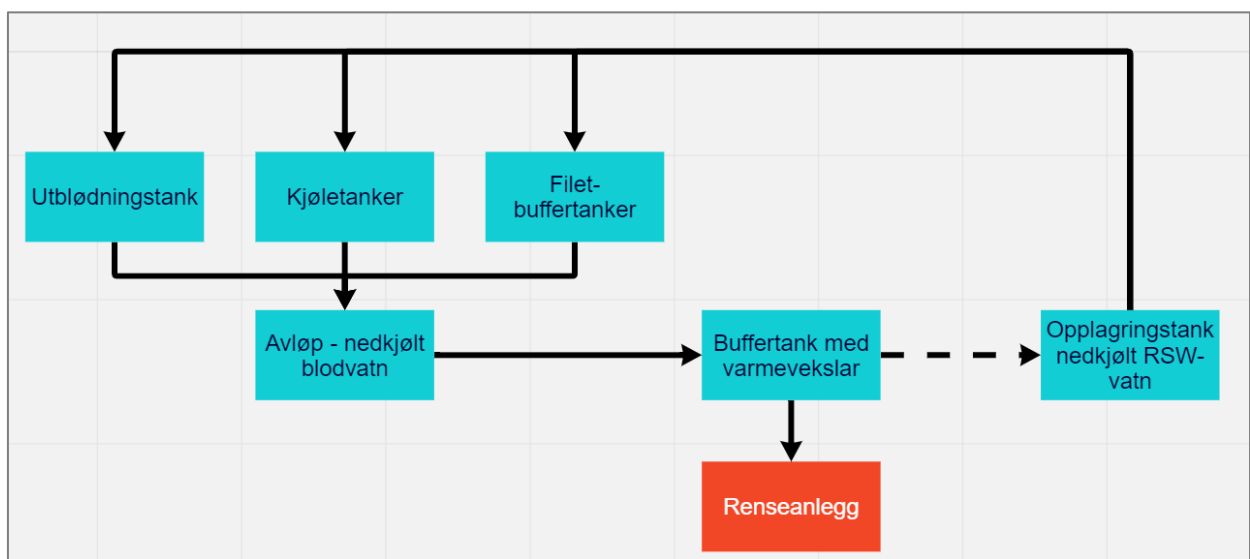 Utblødningstank
Kjøletanker
Filet-
buffertanker
Avløp - nedkjølt
blodvatn
Buffertank med
varmevekslar
Opplagringstank
nedkjølt RSW-
vatn
Renseanlegg